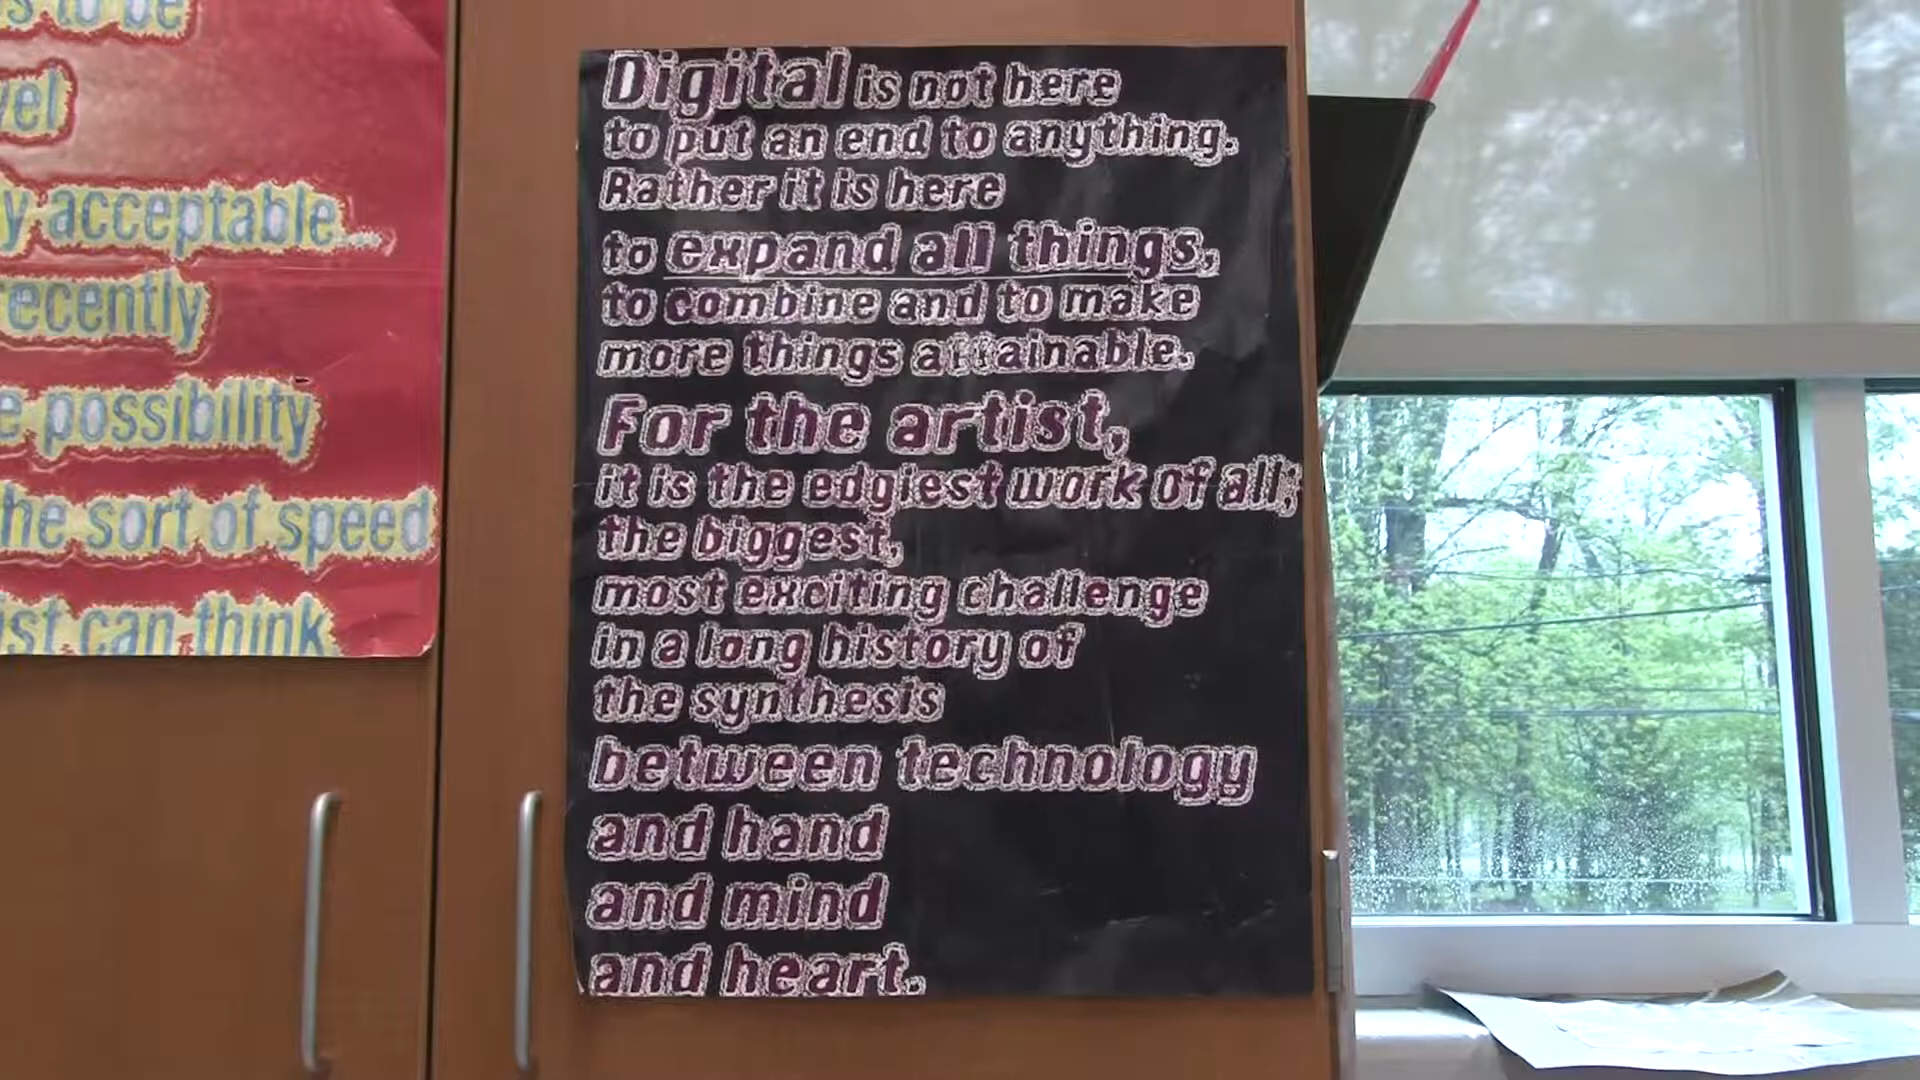 s to be
vel
y acceptable...
recently
e possibility
he sort of speed
ist can think
Digital is not here
to put an end to anything.
Rather it is here
to expand all things,
to combine and to make
more things attainable.
For the artist,
it is the edgiest work of all;
the biggest,
most exciting challenge
in a long history of
the synthesis
between technology
and hand
and mind
and heart.